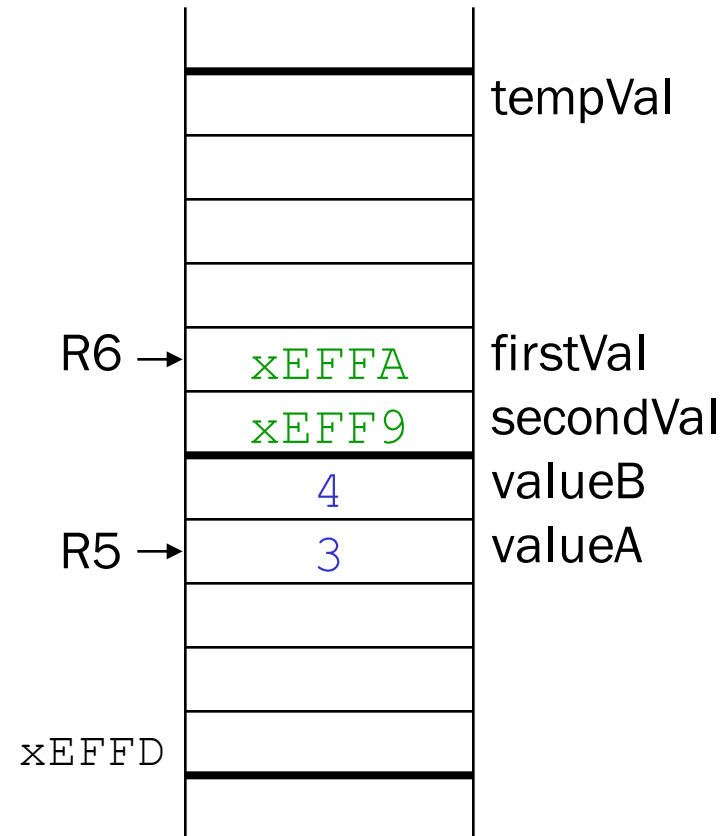 tempVal
R6 → xEFFA firstVal
xEFF9 secondVal
4 valueB
R5 → 3 valueA
xEFFD